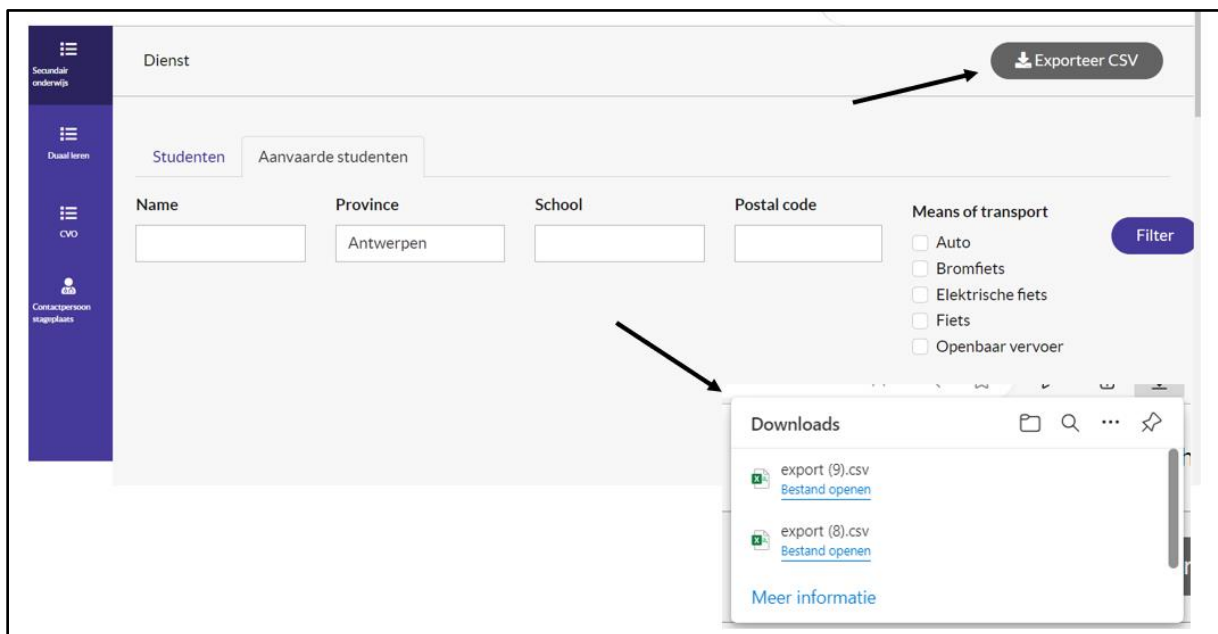 Secundair
onderwijs
Duaal leren
CVO
Contactpersoon
stageplaats
Dienst
Exporteer CSV
Studenten
Aanvaarde studenten
Name
Province
School
Postal code
Means of transport
Antwerpen
Auto
Bromfiets
Elektrische fiets
Fiets
Openbaar vervoer
Filter
Downloads
export (9).csv
Bestand openen
export (8).csv
Bestand openen
Meer informatie